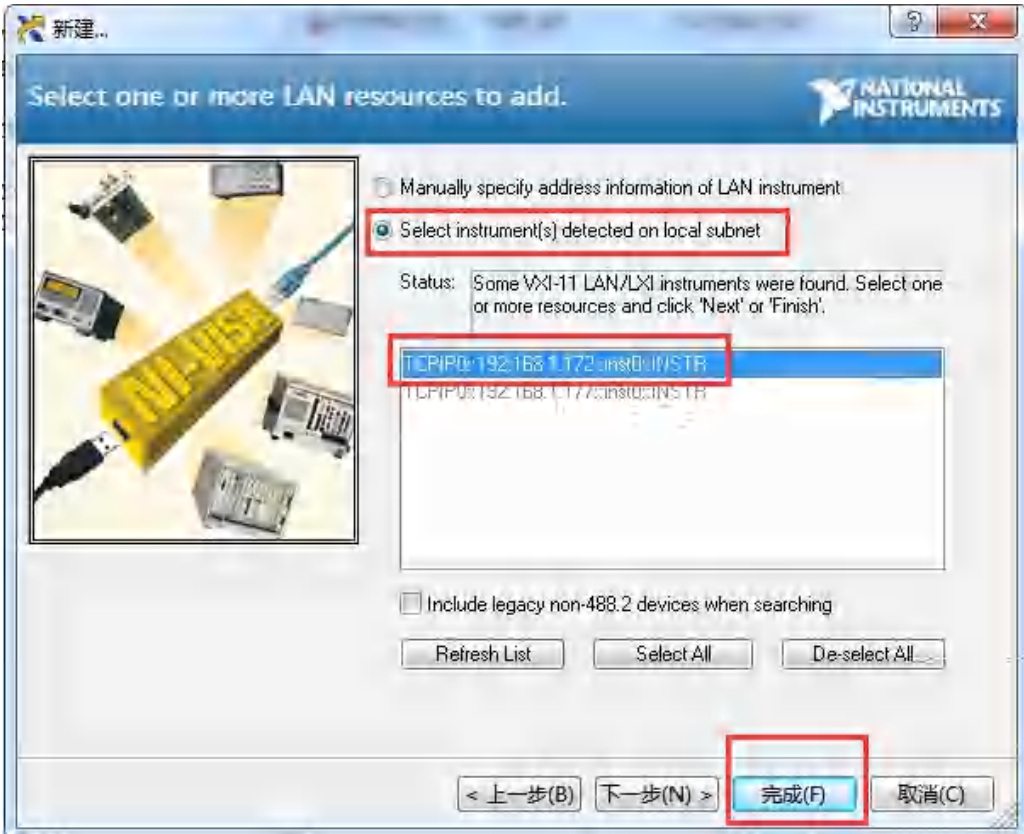 新建...
Select one or more LAN resources to add.
NATIONAL
INSTRUMENTS
Manually specify address information of LAN instrument
Select instrument(s) detected on local subnet
Status: Some VXI-11 LAN/LXI instruments were found. Select one
or more resources and click 'Next' or 'Finish'.
TCPIP0::192.168.1.172::inst0::INSTR
TCPIP0::192.168.1.177::inst0::INSTR
NI-VISA
Include legacy non-488.2 devices when searching
Refresh List
Select All
De-select All
< 上一步(B)
下一步(N) >
完成(F)
取消(C)